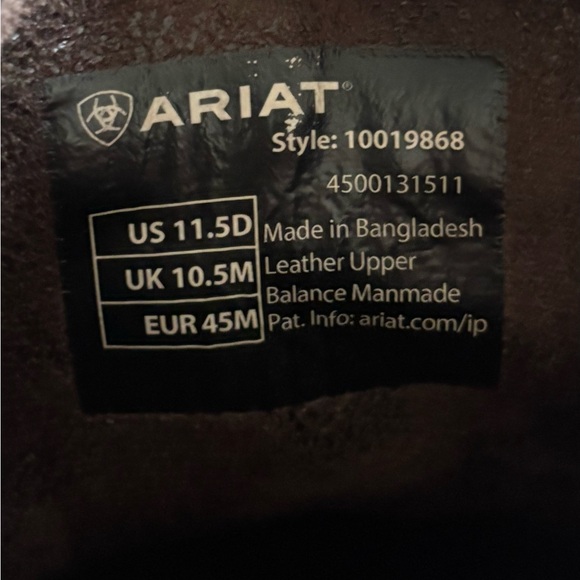 ARIAT®
Style: 10019868
4500131511
US 11.5D
UK 10.5M
EUR 45M
Made in Bangladesh
Leather Upper
Balance Manmade
Pat. Info: ariat.com/ip